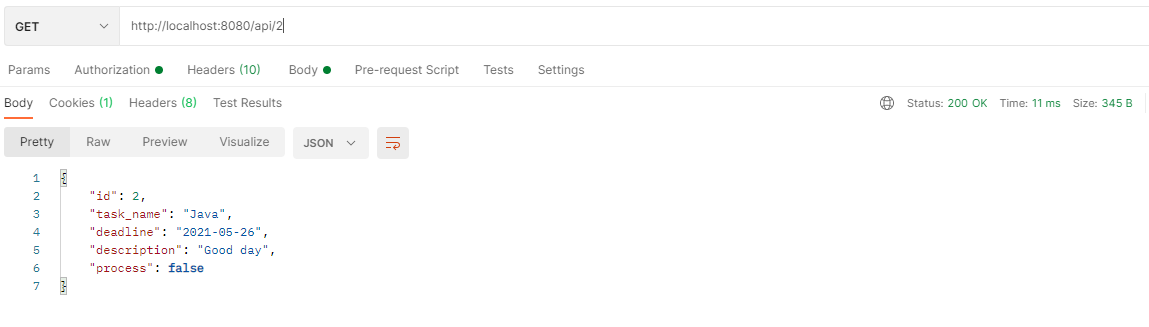 GET http://localhost:8080/api/2
Params Authorization Headers (10) Body Pre-request Script Tests Settings
Body Cookies (1) Headers (8) Test Results Status: 200 OK Time: 11 ms Size: 345 B
Pretty Raw Preview Visualize JSON
1 {
2 "id": 2,
3 "task_name": "Java",
4 "deadline": "2021-05-26",
5 "description": "Good day",
6 "process": false
7 }